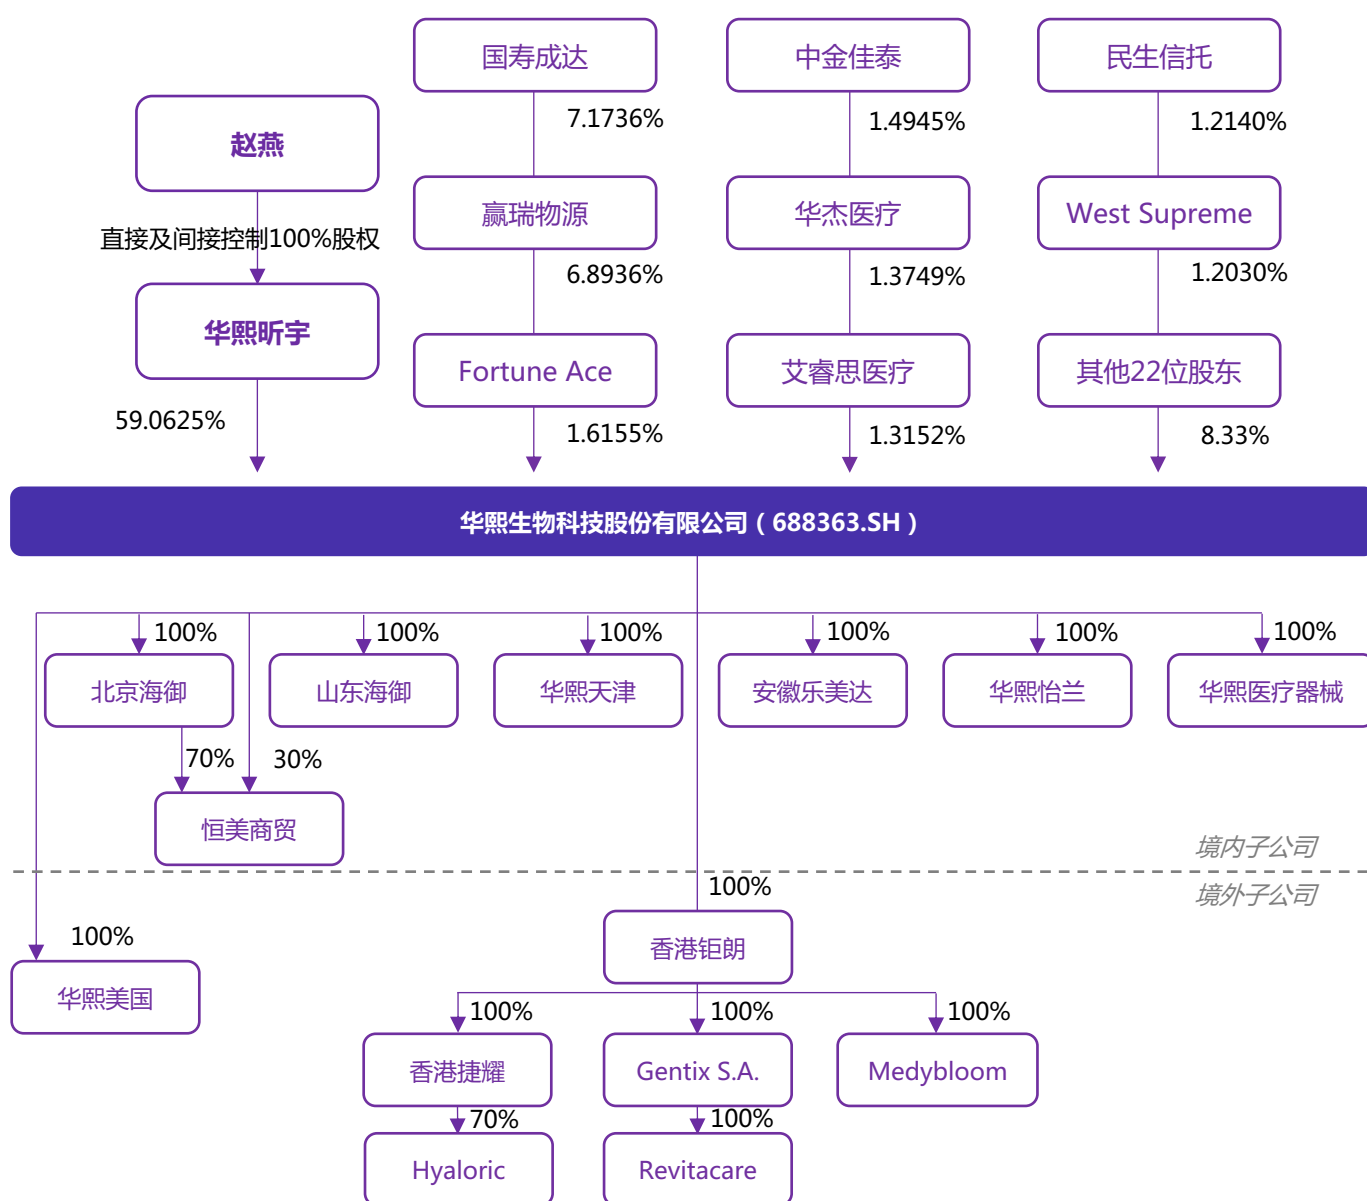 国寿成达
中金佳泰
民生信托
7.1736%
1.4945%
1.2140%
赵燕
赢瑞物源
华杰医疗
West Supreme
直接及间接控制100%股权
6.8936%
1.3749%
1.2030%
华熙昕宇
Fortune Ace
艾睿思医疗
其他22位股东
59.0625%
1.6155%
1.3152%
8.33%
华熙生物科技股份有限公司（688363.SH）
100%
100%
100%
100%
100%
100%
北京海御
山东海御
华熙天津
安徽乐美达
华熙怡兰
华熙医疗器械
70%
30%
恒美商贸
境内子公司
境外子公司
100%
100%
香港钜朗
华熙美国
100%
100%
100%
香港捷耀
Gentix S.A.
Medybloom
70%
100%
Hyaloric
Revitacare